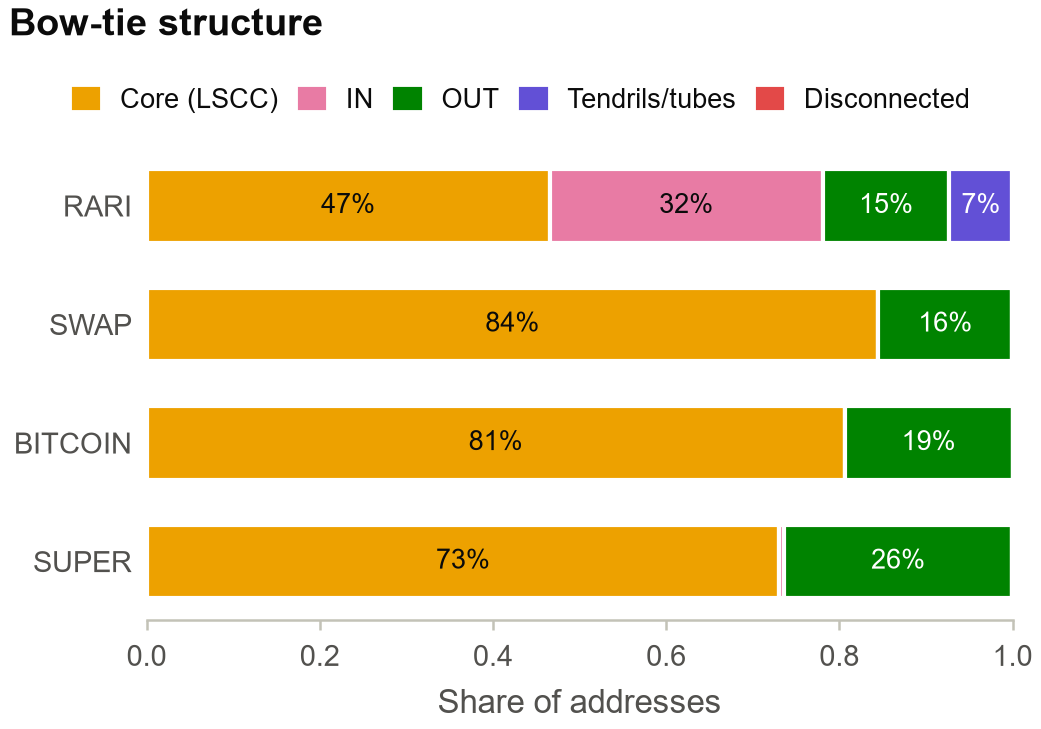 Bow-tie structure
Core (LSCC) IN OUT Tendrils/tubes Disconnected
RARI 47% 32% 15% 7%
SWAP 84% 16%
BITCOIN 81% 19%
SUPER 73% 26%
0.0 0.2 0.4 0.6 0.8 1.0
Share of addresses